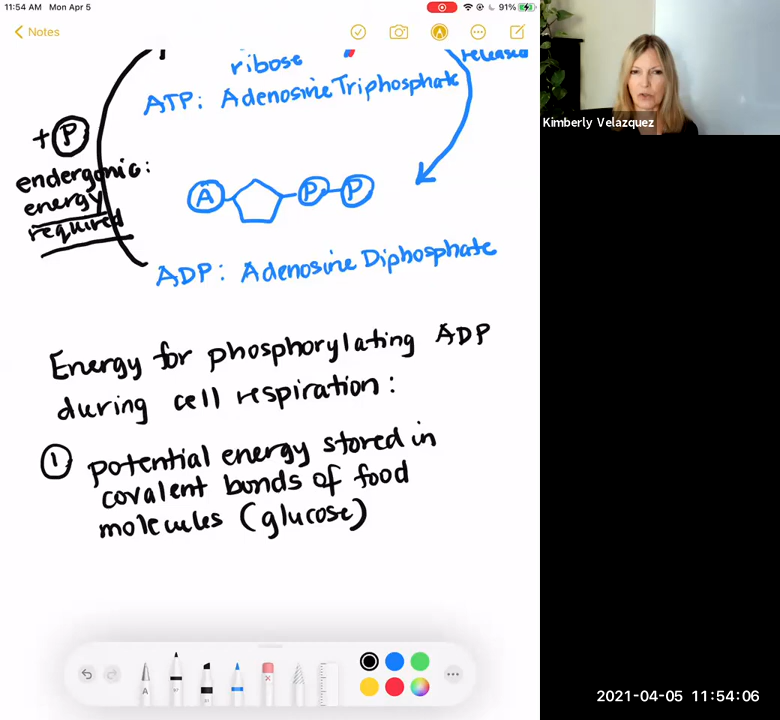 11:54 AM Mon Apr 5
91%
Notes
released
ribose
ATP: Adenosine Triphosphate
+ P
endergonic:
energy
required
A P P
ADP: Adenosine Diphosphate
Energy for phosphorylating ADP
during cell respiration:
1 potential energy stored in
covalent bonds of food
molecules (glucose)
Kimberly Velazquez
2021-04-05 11:54:06